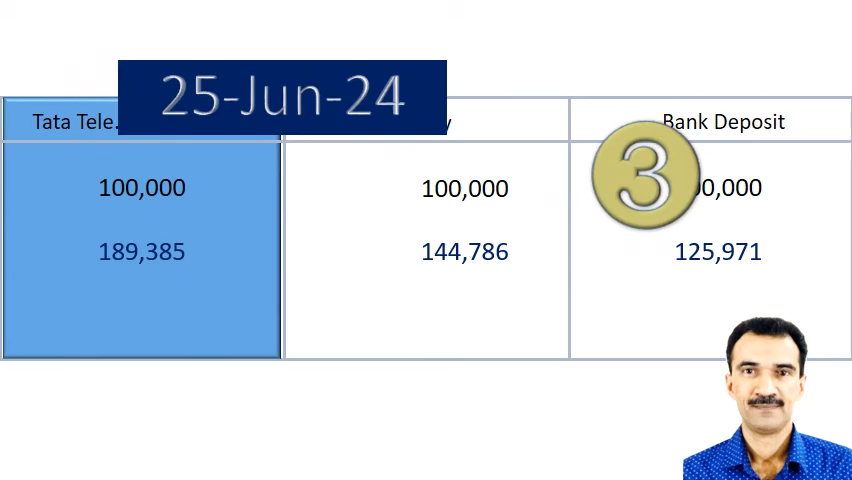 25-Jun-24
Tata Tele.
Bank Deposit
3
100,000
100,000
189,385
144,786
125,971